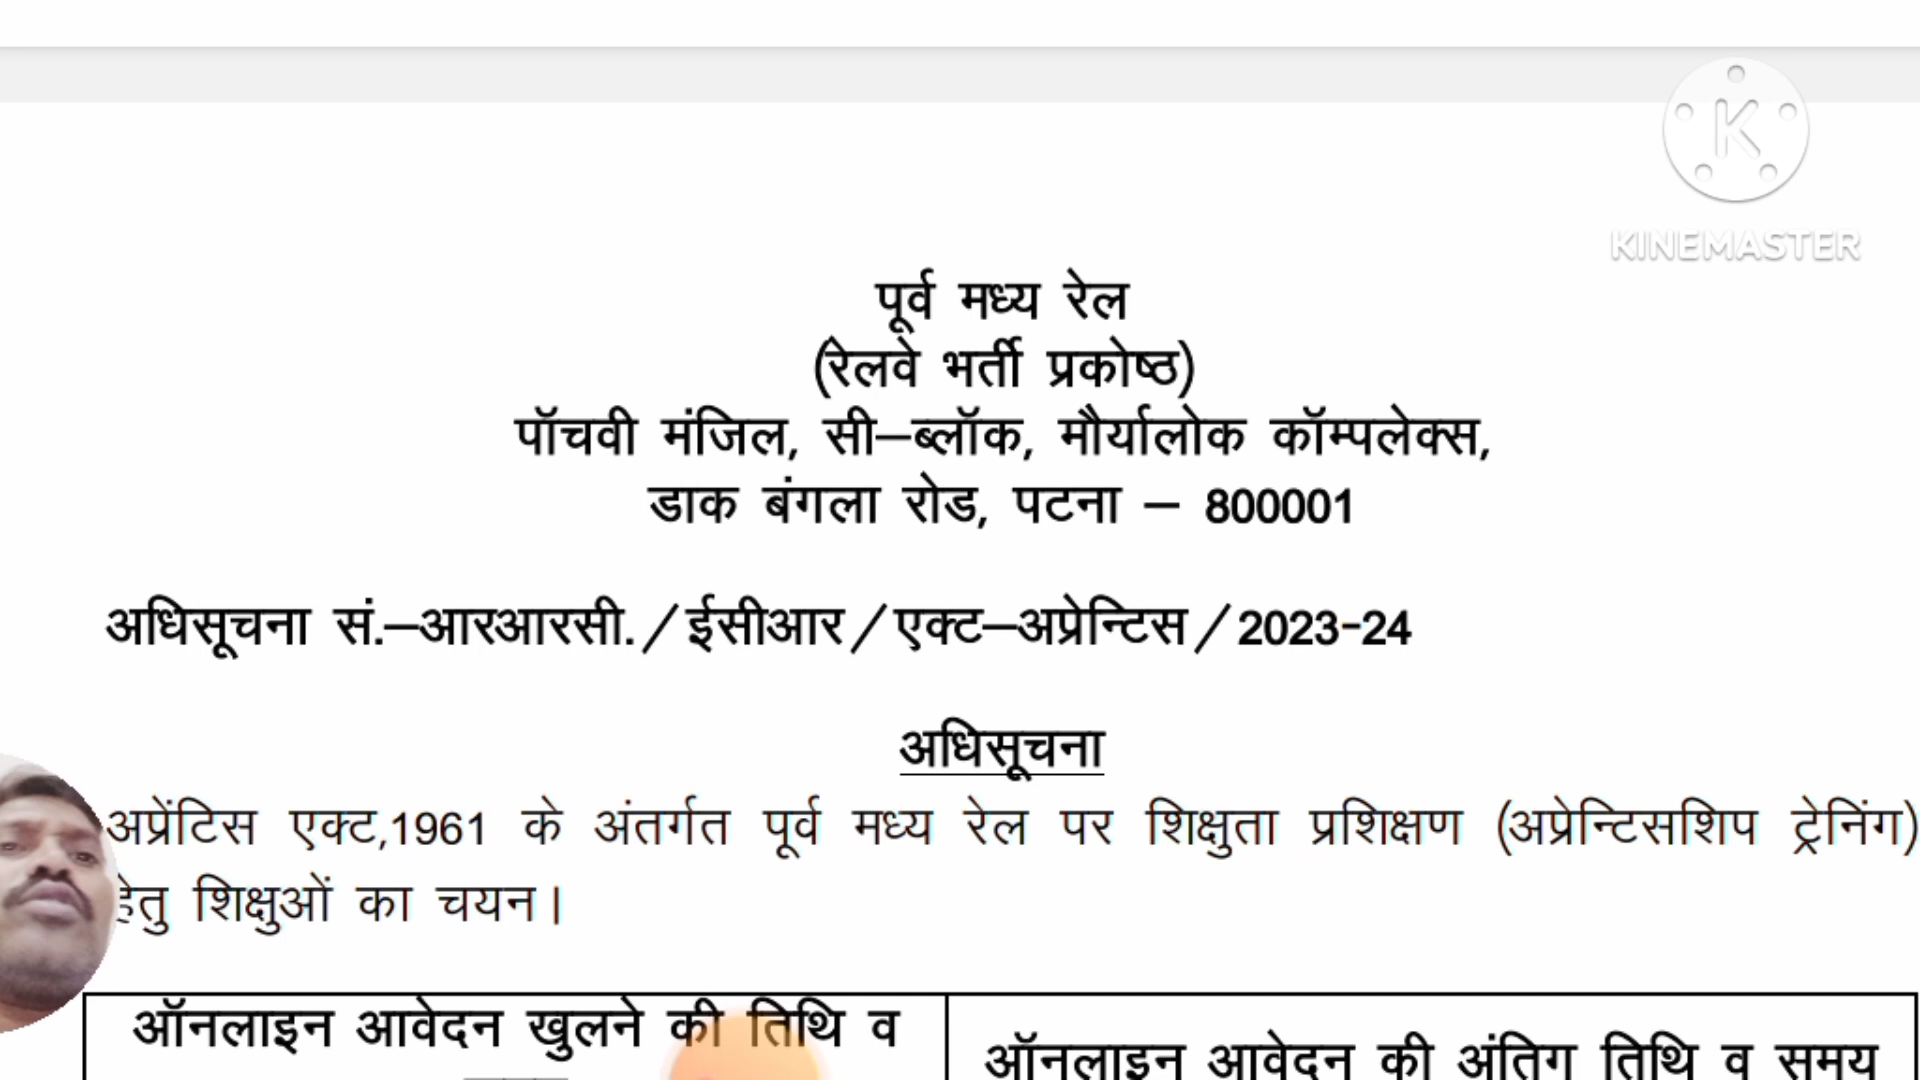 KINEMASTER
पूर्व मध्य रेल
(रेलवे भर्ती प्रकोष्ठ)
पॉचवी मंजिल, सी–ब्लॉक, मौर्यालोक कॉम्पलेक्स,
डाक बंगला रोड, पटना – 800001
अधिसूचना सं.–आरआरसी./ईसीआर/एक्ट–अप्रेन्टिस/2023-24
अधिसूचना
अप्रेंटिस एक्ट,1961 के अंतर्गत पूर्व मध्य रेल पर शिक्षुता प्रशिक्षण (अप्रेन्टिसशिप ट्रेनिंग)
हेतु शिक्षुओं का चयन।
ऑनलाइन आवेदन खुलने की तिथि व
ऑनलाइन आवेदन की अंतिग तिथि व समय